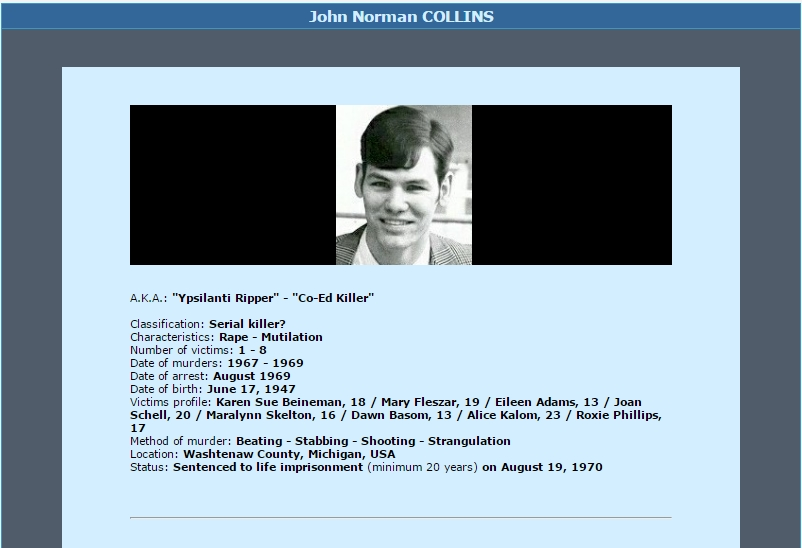 John Norman COLLINS
A.K.A.: "Ypsilanti Ripper" - "Co-Ed Killer"
Classification: Serial killer?
Characteristics: Rape - Mutilation
Number of victims: 1 - 8
Date of murders: 1967 - 1969
Date of arrest: August 1969
Date of birth: June 17, 1947
Victims profile: Karen Sue Beineman, 18 / Mary Fleszar, 19 / Eileen Adams, 13 / Joan
Schell, 20 / Maralynn Skelton, 16 / Dawn Basom, 13 / Alice Kalom, 23 / Roxie Phillips,
17
Method of murder: Beating - Stabbing - Shooting - Strangulation
Location: Washtenaw County, Michigan, USA
Status: Sentenced to life imprisonment (minimum 20 years) on August 19, 1970